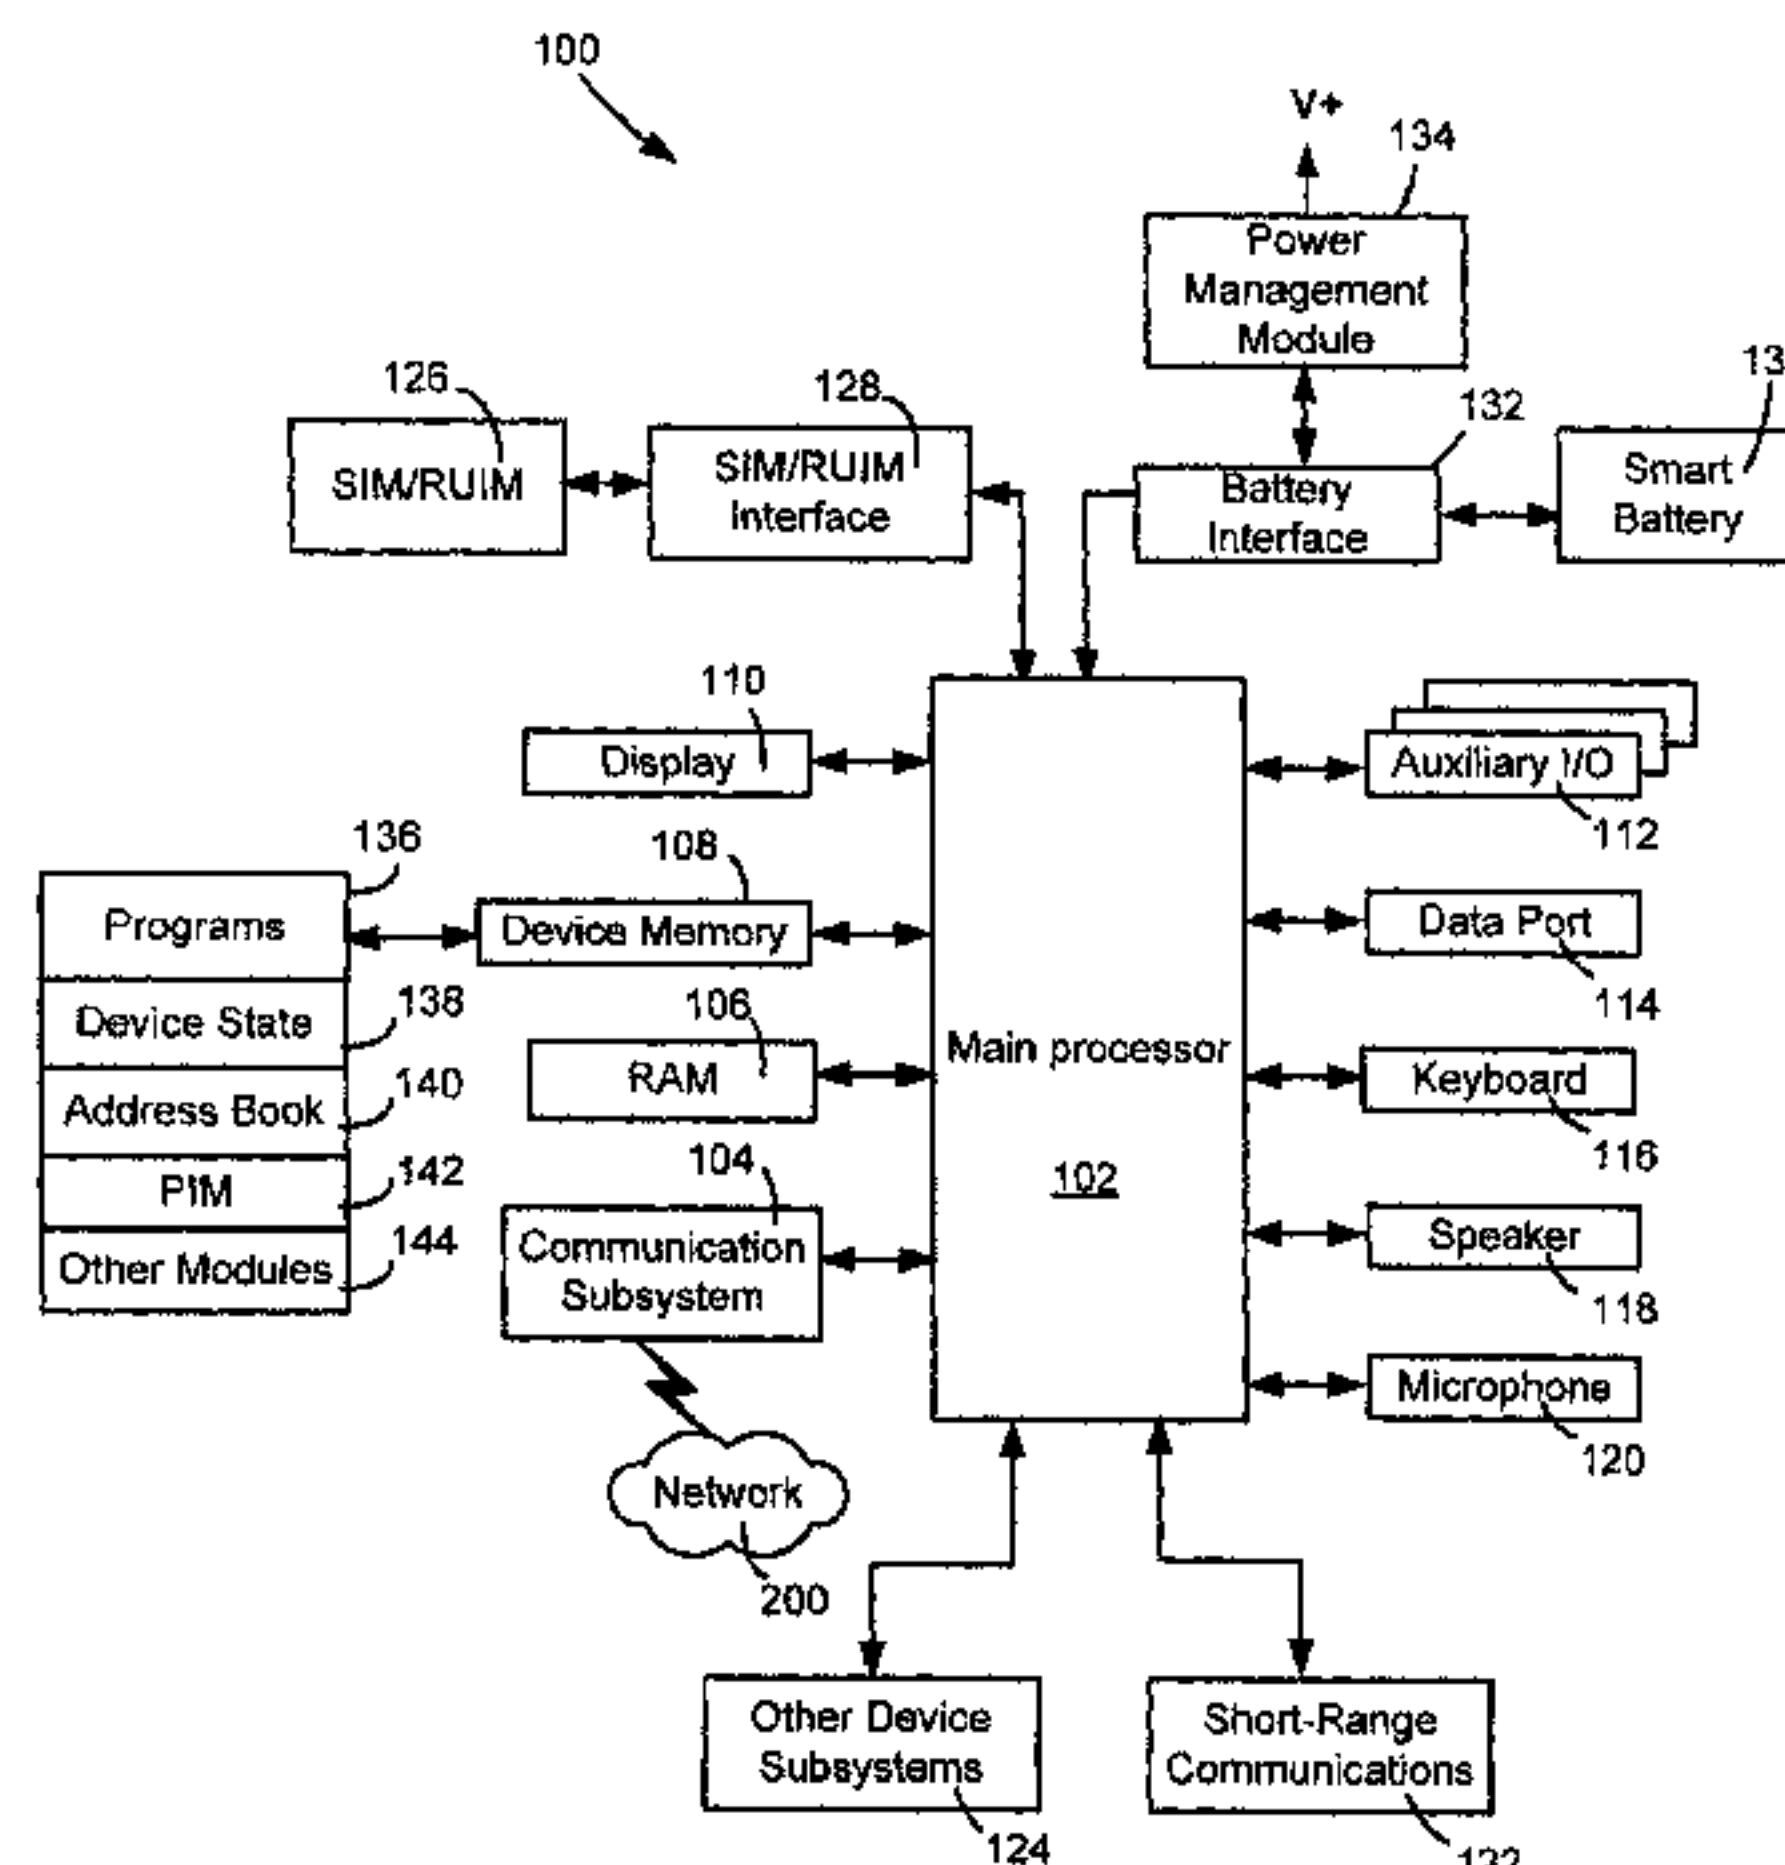 100
V+
134
Power
Management
Module
126
128
132
13
SIM/RUIM
SIM/RUIM
Interface
Battery
Interface
Smart
Battery
110
Display
Auxiliary I/O
112
136
108
Programs
Device Memory
Data Port
114
Device State
138
106
RAM
Main processor
Keyboard
116
Address Book
140
104
102
PIM
142
Communication
Subsystem
Speaker
118
Other Modules
144
Microphone
120
Network
200
Other Device
Subsystems
124
Short-Range
Communications